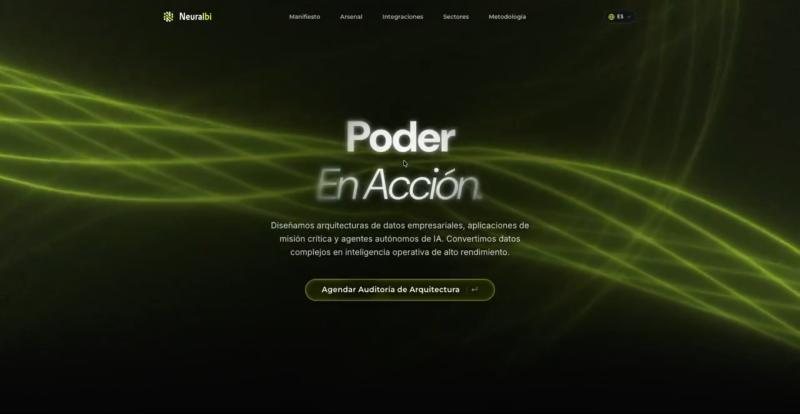 Neuralbi
Manifiesto Arsenal Integraciones Sectores Metodología
ES
Poder
En Acción.
Diseñamos arquitecturas de datos empresariales, aplicaciones de
misión crítica y agentes autónomos de IA. Convertimos datos
complejos en inteligencia operativa de alto rendimiento.
Agendar Auditoría de Arquitectura